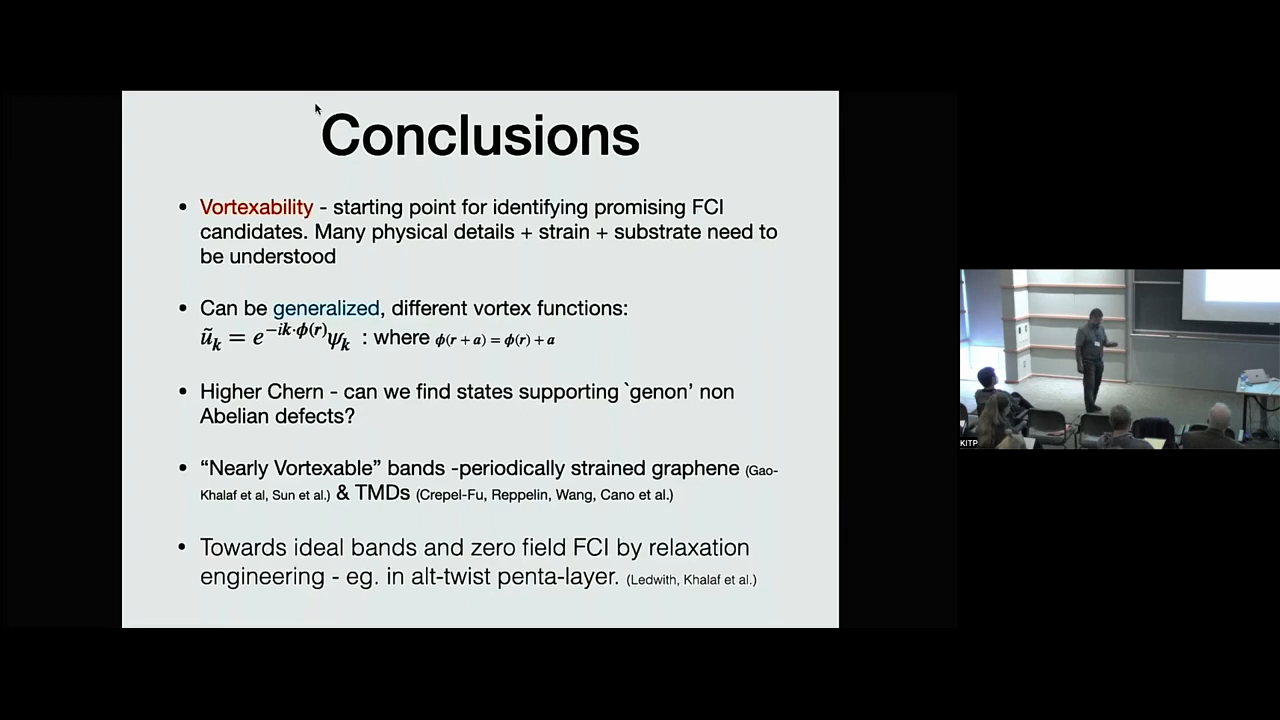 Conclusions
• Vortexability - starting point for identifying promising FCI
candidates. Many physical details + strain + substrate need to
be understood
• Can be generalized, different vortex functions:
ũₖ = e^{-ik·ϕ(r)}ψₖ : where ϕ(r + a) = ϕ(r) + a
• Higher Chern - can we find states supporting `genon' non
Abelian defects?
• “Nearly Vortexable” bands -periodically strained graphene (Gao-
Khalaf et al, Sun et al.) & TMDs (Crepel-Fu, Reppelin, Wang, Cano et al.)
• Towards ideal bands and zero field FCI by relaxation
engineering - eg. in alt-twist penta-layer. (Ledwith, Khalaf et al.)
KITP